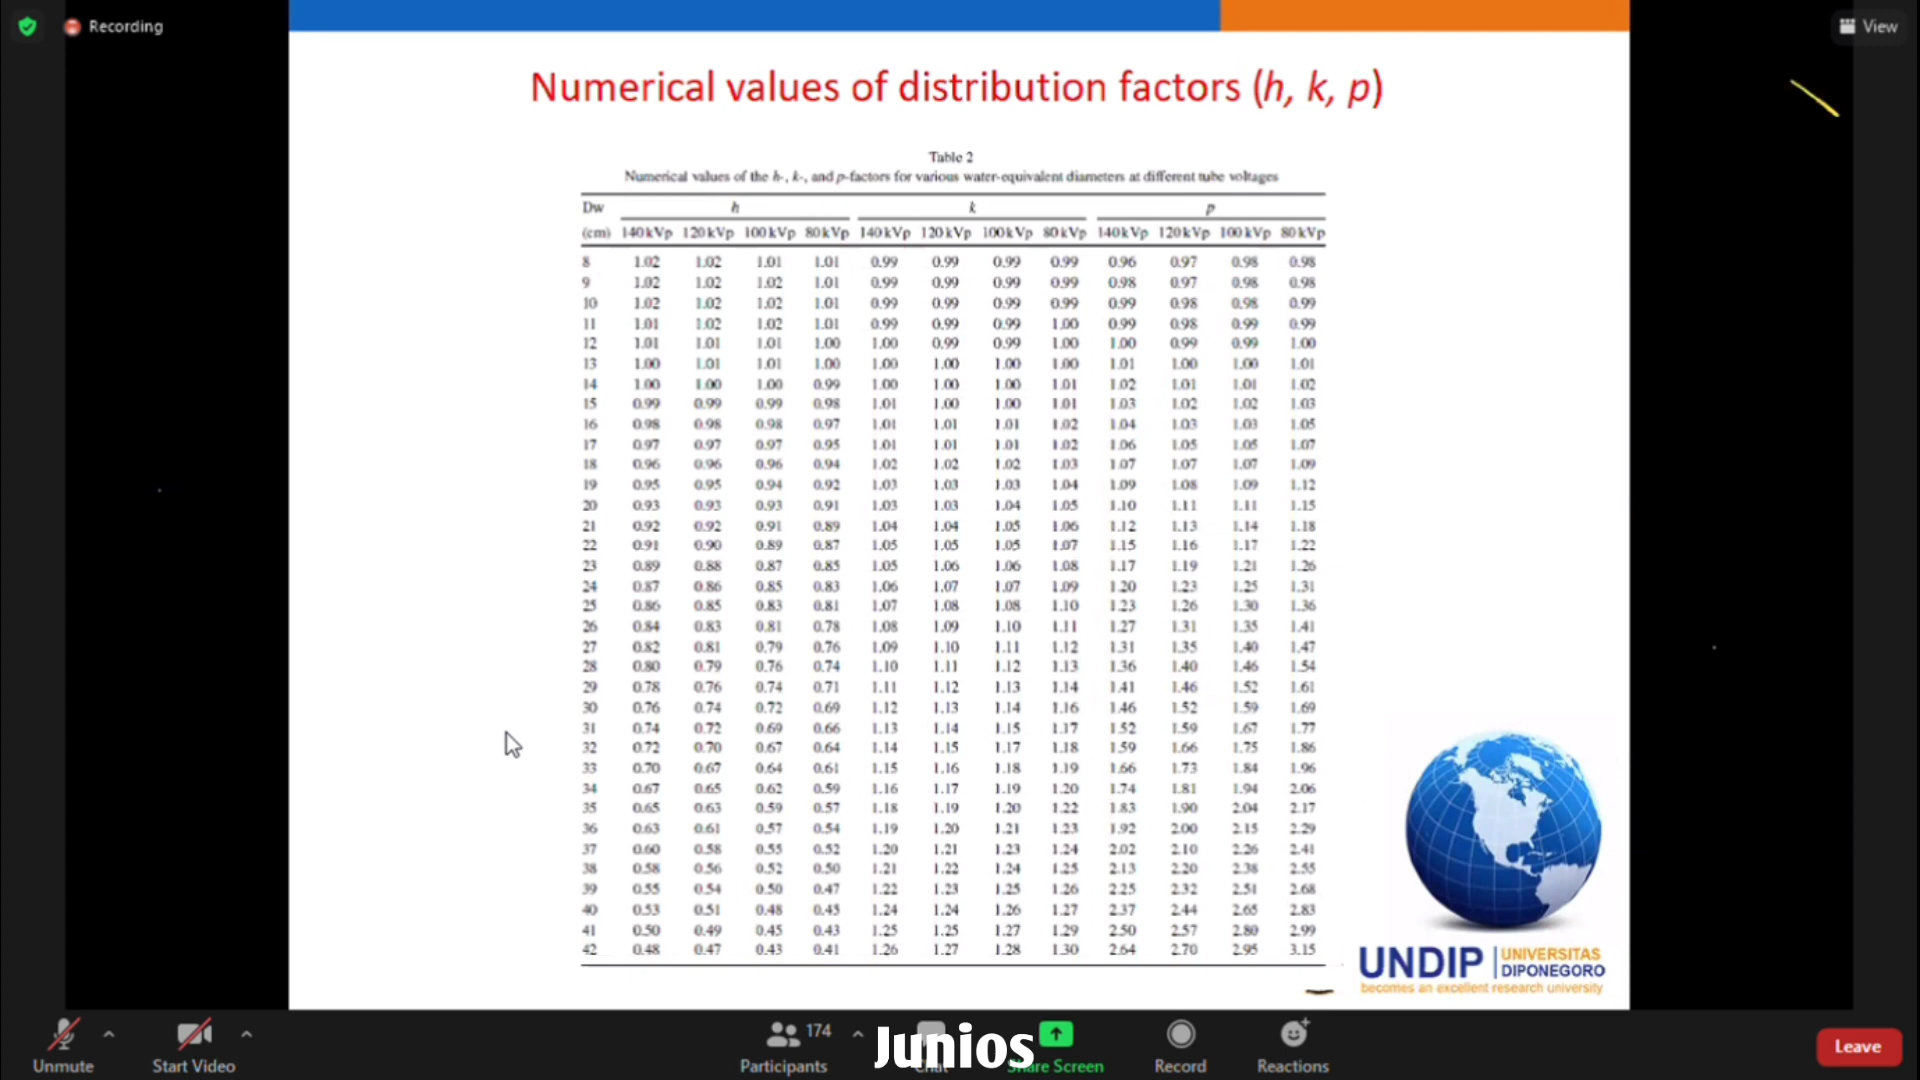 Recording
View
Numerical values of distribution factors (h, k, p)
Table 2
Numerical values of the h-, k-, and p-factors for various water-equivalent diameters at different tube voltages
Dw h k p
(cm) 140 kVp 120 kVp 100 kVp 80 kVp 140 kVp 120 kVp 100 kVp 80 kVp 140 kVp 120 kVp 100 kVp 80 kVp
8 1.02 1.02 1.01 1.01 0.99 0.99 0.99 0.99 0.96 0.97 0.98 0.98
9 1.02 1.02 1.02 1.01 0.99 0.99 0.99 0.99 0.98 0.97 0.98 0.98
10 1.02 1.02 1.02 1.01 0.99 0.99 0.99 0.99 0.99 0.98 0.98 0.99
11 1.01 1.02 1.02 1.01 0.99 0.99 0.99 1.00 0.99 0.98 0.99 0.99
12 1.01 1.01 1.01 1.00 1.00 0.99 0.99 1.00 1.00 0.99 0.99 1.00
13 1.00 1.01 1.01 1.00 1.00 1.00 1.00 1.00 1.01 1.00 1.00 1.01
14 1.00 1.00 1.00 0.99 1.00 1.00 1.00 1.01 1.02 1.01 1.01 1.02
15 0.99 0.99 0.99 0.98 1.01 1.00 1.00 1.01 1.03 1.02 1.02 1.03
16 0.98 0.98 0.98 0.97 1.01 1.01 1.01 1.02 1.04 1.03 1.03 1.05
17 0.97 0.97 0.97 0.95 1.01 1.01 1.01 1.02 1.06 1.05 1.05 1.07
18 0.96 0.96 0.96 0.94 1.02 1.02 1.02 1.03 1.07 1.07 1.07 1.09
19 0.95 0.95 0.94 0.92 1.03 1.03 1.03 1.04 1.09 1.08 1.09 1.12
20 0.93 0.93 0.93 0.91 1.03 1.03 1.04 1.05 1.10 1.11 1.11 1.15
21 0.92 0.92 0.91 0.89 1.04 1.04 1.05 1.06 1.12 1.13 1.14 1.18
22 0.91 0.90 0.89 0.87 1.05 1.05 1.05 1.07 1.15 1.16 1.17 1.22
23 0.89 0.88 0.87 0.85 1.05 1.06 1.06 1.08 1.17 1.19 1.21 1.26
24 0.87 0.86 0.85 0.83 1.06 1.07 1.07 1.09 1.20 1.23 1.25 1.31
25 0.86 0.85 0.83 0.81 1.07 1.08 1.08 1.10 1.23 1.26 1.30 1.36
26 0.84 0.83 0.81 0.78 1.08 1.09 1.10 1.11 1.27 1.31 1.35 1.41
27 0.82 0.81 0.79 0.76 1.09 1.10 1.11 1.12 1.31 1.35 1.40 1.47
28 0.80 0.79 0.76 0.74 1.10 1.11 1.12 1.13 1.36 1.40 1.46 1.54
29 0.78 0.76 0.74 0.71 1.11 1.12 1.13 1.14 1.41 1.46 1.52 1.61
30 0.76 0.74 0.72 0.69 1.12 1.13 1.14 1.16 1.46 1.52 1.59 1.69
31 0.74 0.72 0.69 0.66 1.13 1.14 1.15 1.17 1.52 1.59 1.67 1.77
32 0.72 0.70 0.67 0.64 1.14 1.15 1.17 1.18 1.59 1.66 1.75 1.86
33 0.70 0.67 0.64 0.61 1.15 1.16 1.18 1.19 1.66 1.73 1.84 1.96
34 0.67 0.65 0.62 0.59 1.16 1.17 1.19 1.20 1.74 1.81 1.94 2.06
35 0.65 0.63 0.59 0.57 1.18 1.19 1.20 1.22 1.83 1.90 2.04 2.17
36 0.63 0.61 0.57 0.54 1.19 1.20 1.21 1.23 1.92 2.00 2.15 2.29
37 0.60 0.58 0.55 0.52 1.20 1.21 1.23 1.24 2.02 2.10 2.26 2.41
38 0.58 0.56 0.52 0.50 1.21 1.22 1.24 1.25 2.13 2.20 2.38 2.55
39 0.55 0.54 0.50 0.47 1.22 1.23 1.25 1.26 2.25 2.32 2.51 2.68
40 0.53 0.51 0.48 0.45 1.24 1.24 1.26 1.27 2.37 2.44 2.65 2.83
41 0.50 0.49 0.45 0.43 1.25 1.25 1.27 1.29 2.50 2.57 2.80 2.99
42 0.48 0.47 0.43 0.41 1.26 1.27 1.28 1.30 2.64 2.70 2.95 3.15
UNDIP UNIVERSITAS DIPONEGORO
becomes an excellent research university
Unmute
Start Video
174
Participants
Chat
Junios
Share Screen
Record
Reactions
Leave